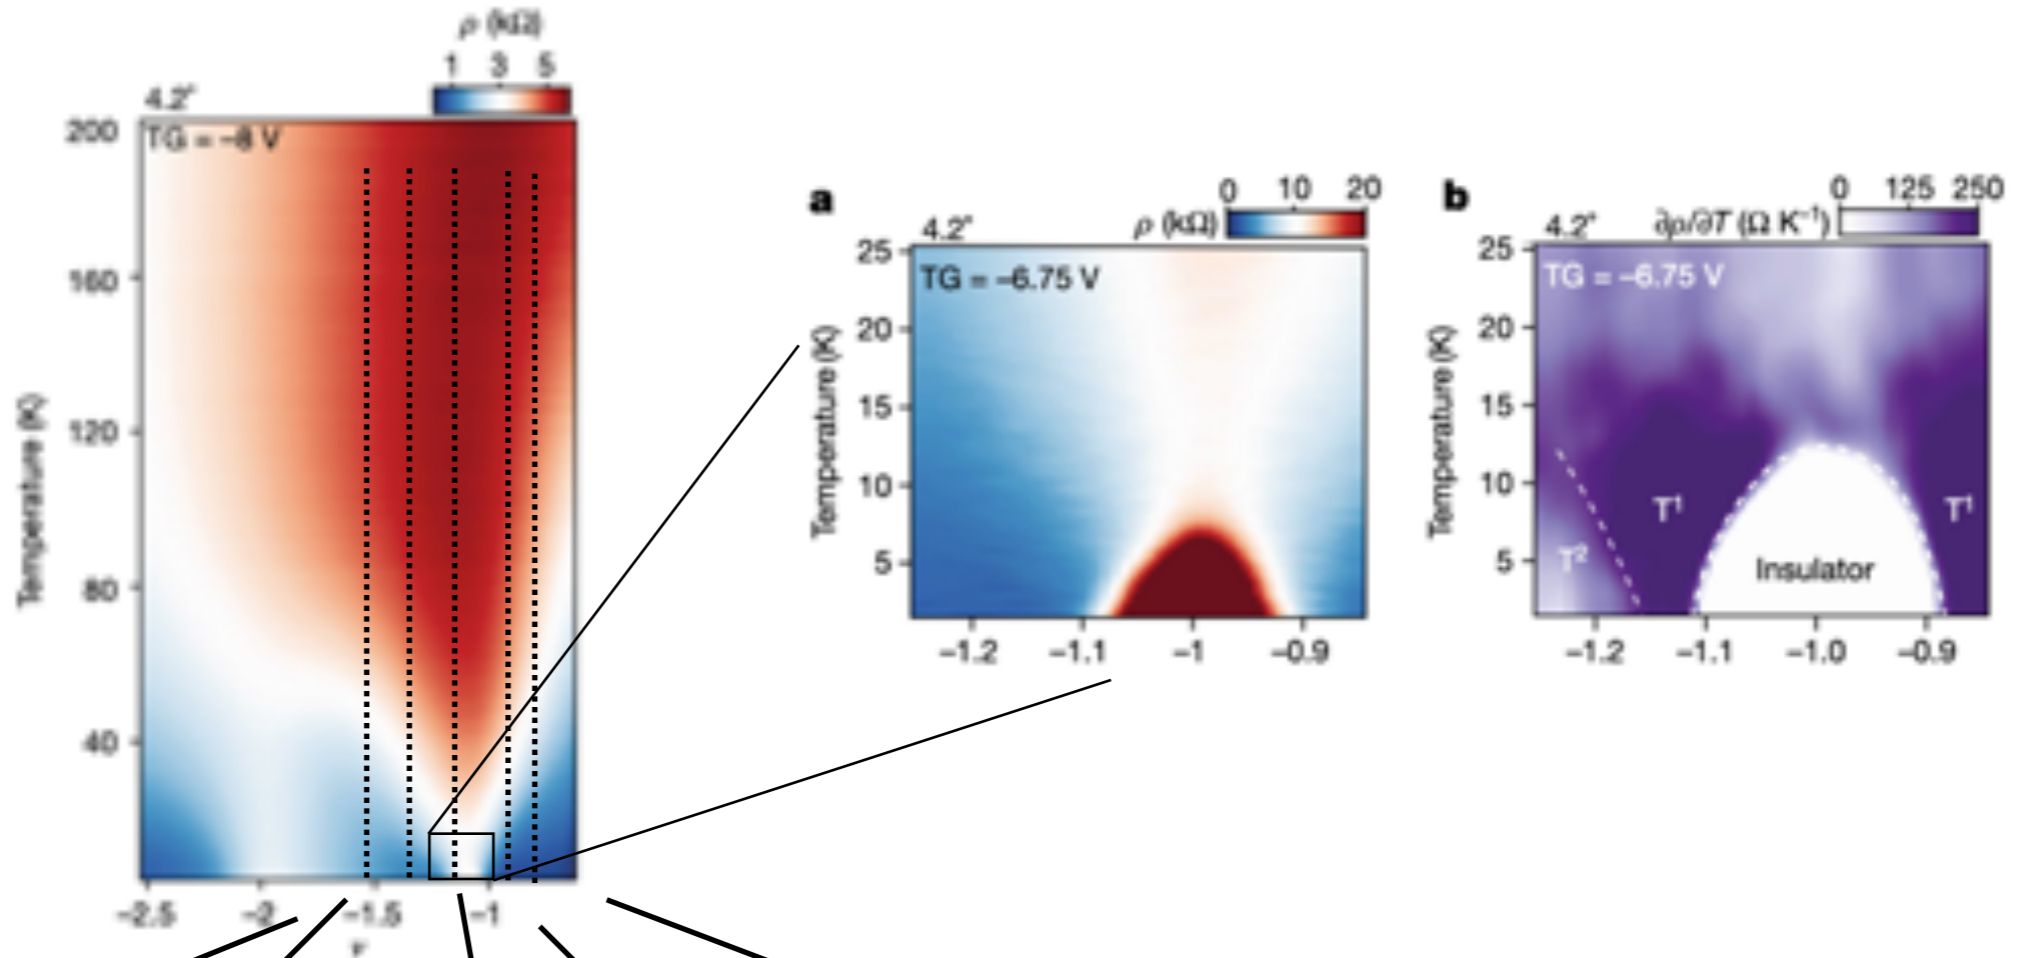 ρ (kΩ)
1 3 5
4.2°
TG = –8 V
200
160
120
80
40
Temperature (K)
–2.5 –2 –1.5 –1
ν
a
0 10 20
4.2° ρ (kΩ)
TG = –6.75 V
25
20
15
10
5
Temperature (K)
–1.2 –1.1 –1 –0.9
b
0 125 250
4.2° ∂ρ/∂T (Ω K⁻¹)
TG = –6.75 V
25
20
15
10
5
Temperature (K)
T¹ T¹
T²
Insulator
–1.2 –1.1 –1.0 –0.9